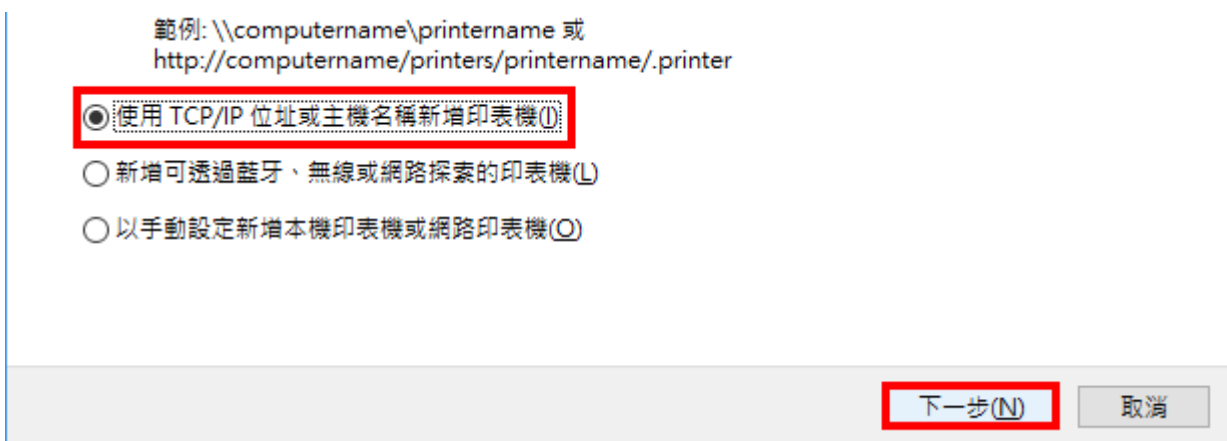 範例: \\computername\printername 或
http://computername/printers/printername/.printer
使用 TCP/IP 位址或主機名稱新增印表機(I)
新增可透過藍牙、無線或網路探索的印表機(L)
以手動設定新增本機印表機或網路印表機(O)
下一步(N) 取消